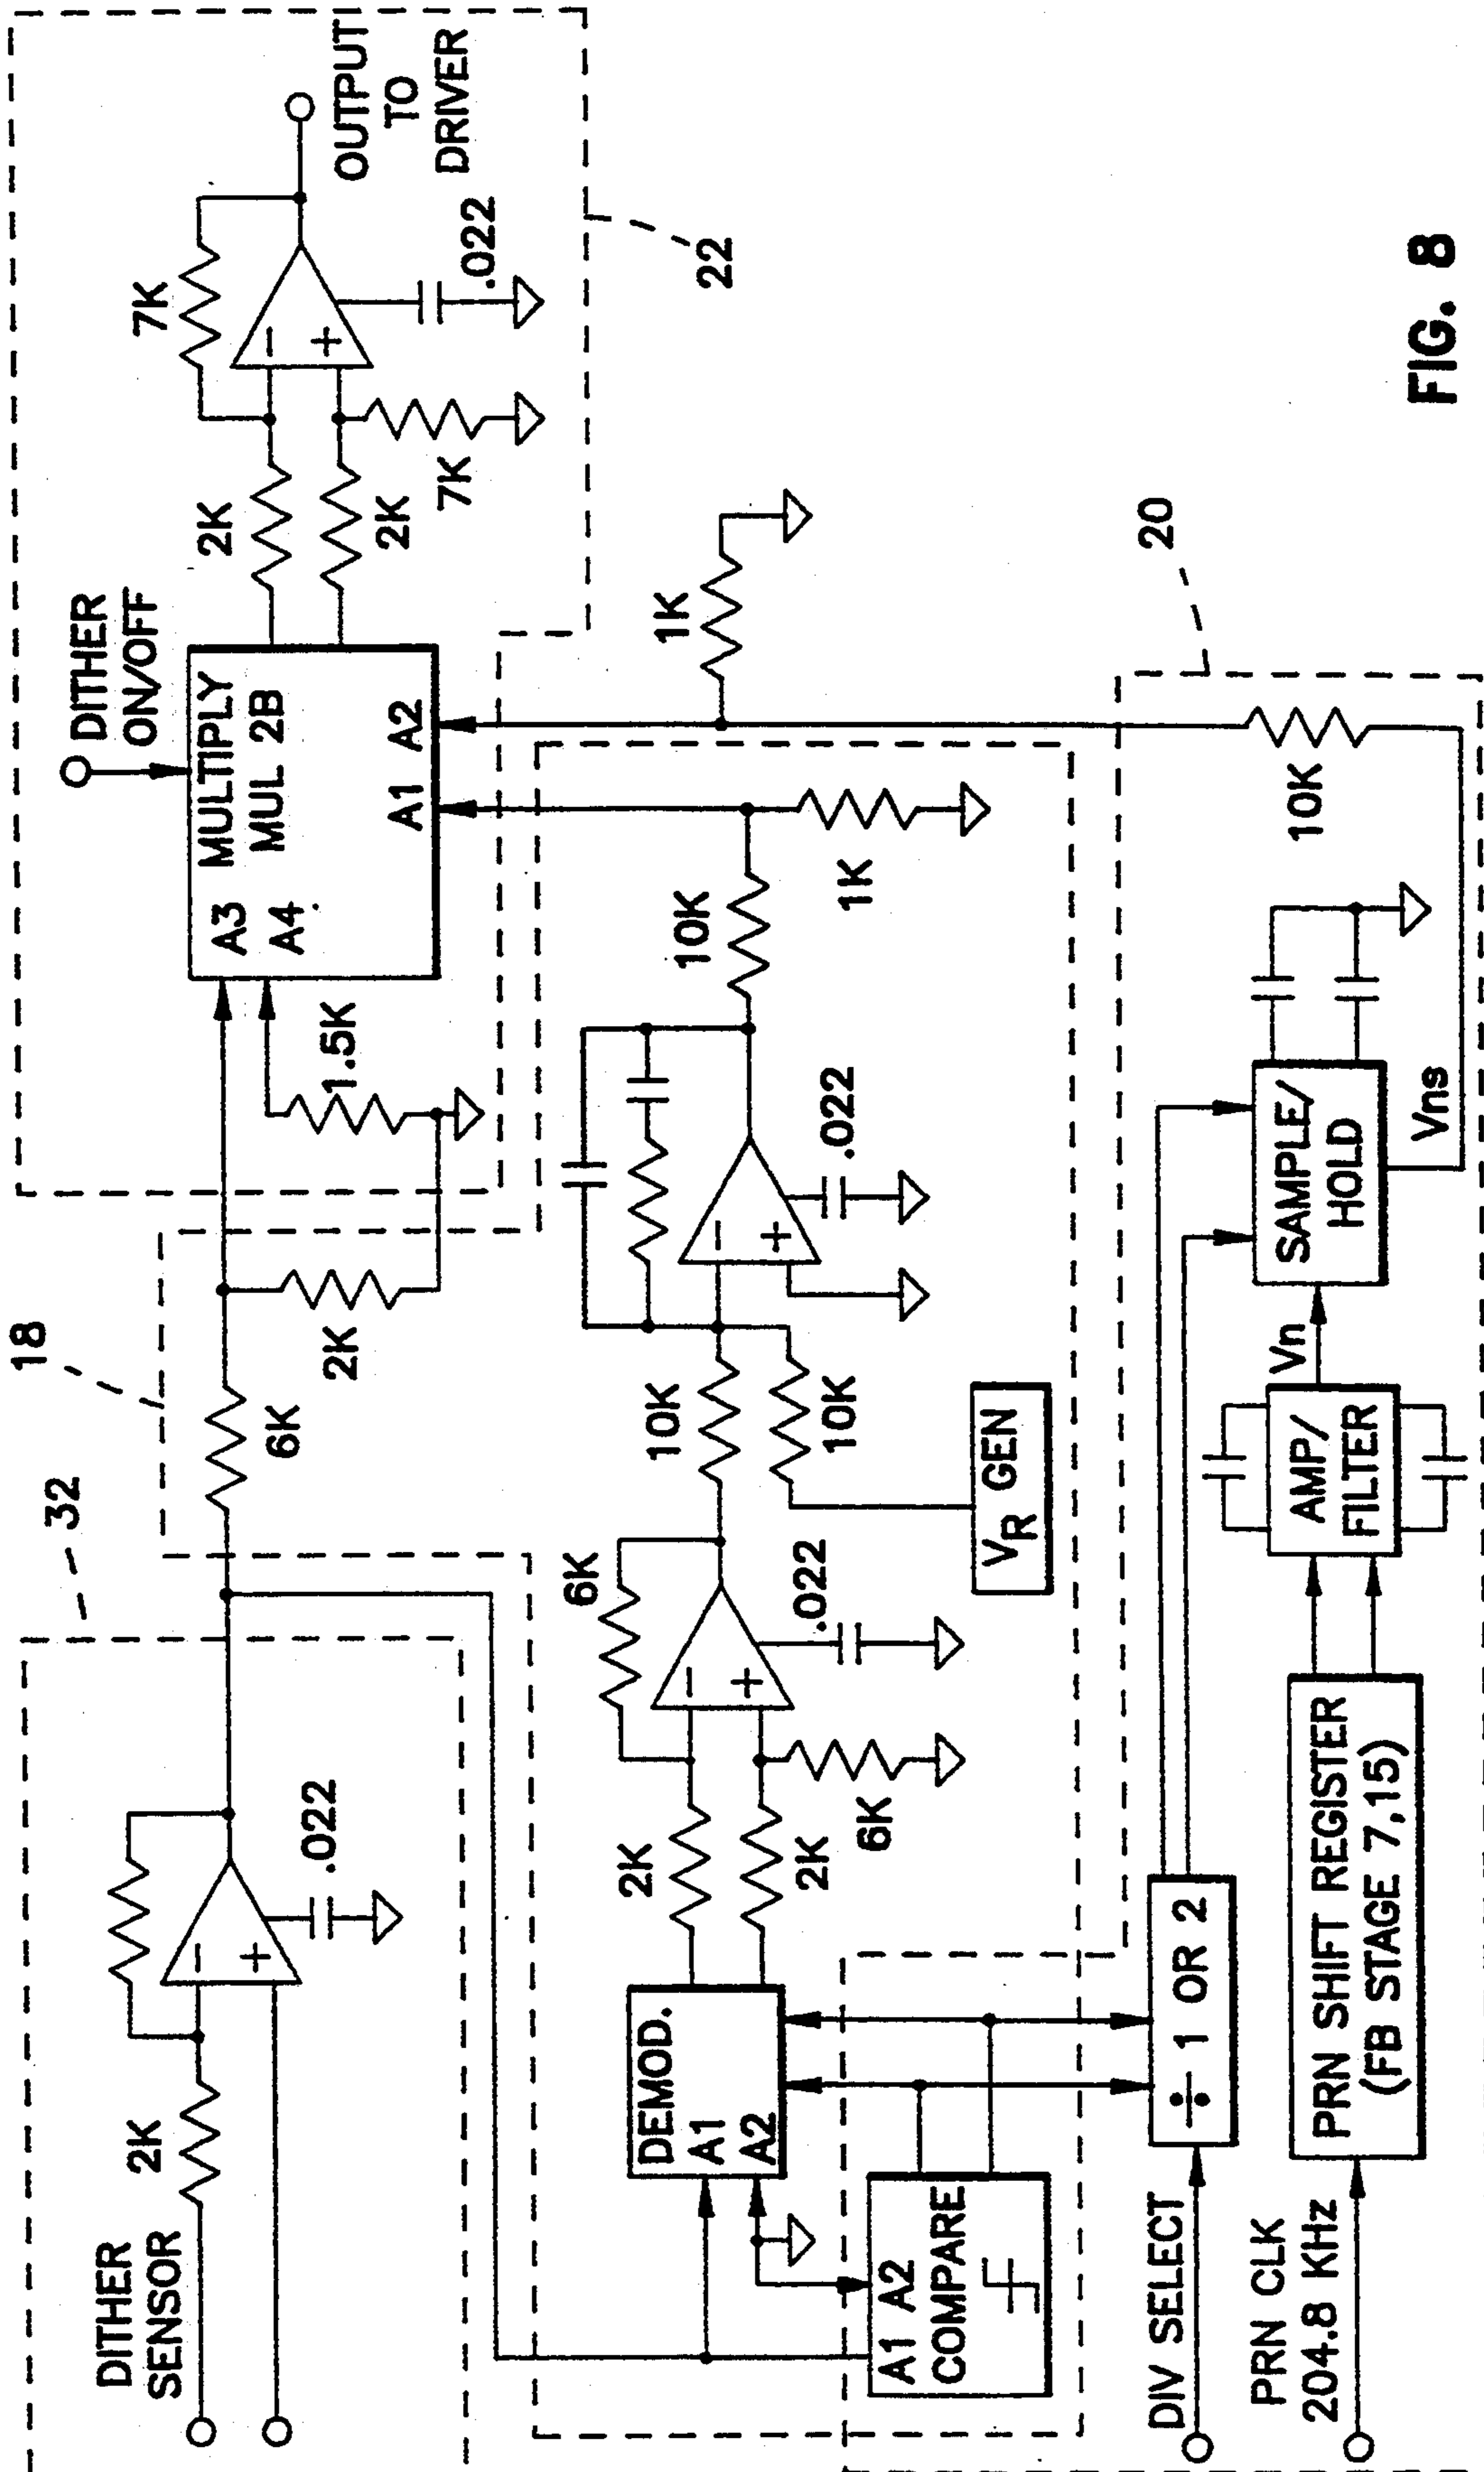 32
18
DITHER
SENSOR
2K
.022
6K
2K
DITHER
ON/OFF
MULTIPLY
MUL 2B
A3
A4
A1 A2
1.5K
2K
2K
7K
7K
.022
OUTPUT
TO
DRIVER
22
DEMOD.
A1
A2
2K
2K
6K
6K
.022
10K
10K
VR GEN
.022
10K
1K
1K
A1 A2
COMPARE
20
DIV SELECT
÷ 1 OR 2
PRN CLK
204.8 KHz
PRN SHIFT REGISTER
(FB STAGE 7,15)
AMP/
FILTER
Vn
SAMPLE/
HOLD
Vns
10K
FIG. 8